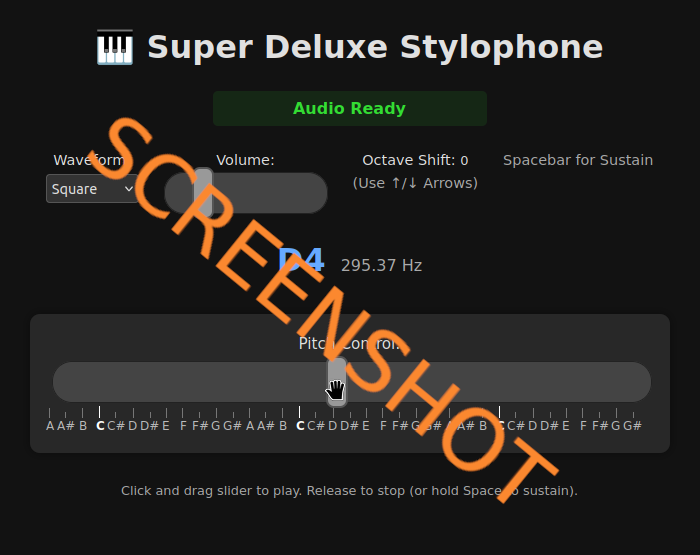 🎹 Super Deluxe Stylophone
Audio Ready
Waveform:
Square
Volume:
Octave Shift: 0
(Use ↑/↓ Arrows)
Spacebar for Sustain
D4 295.37 Hz
Pitch Control:
A A# B C C# D D# E F F# G G# A A# B C C# D D# E F F# G G# A A# B C C# D D# E F F# G G#
Click and drag slider to play. Release to stop (or hold Space to sustain).
SCREENSHOT